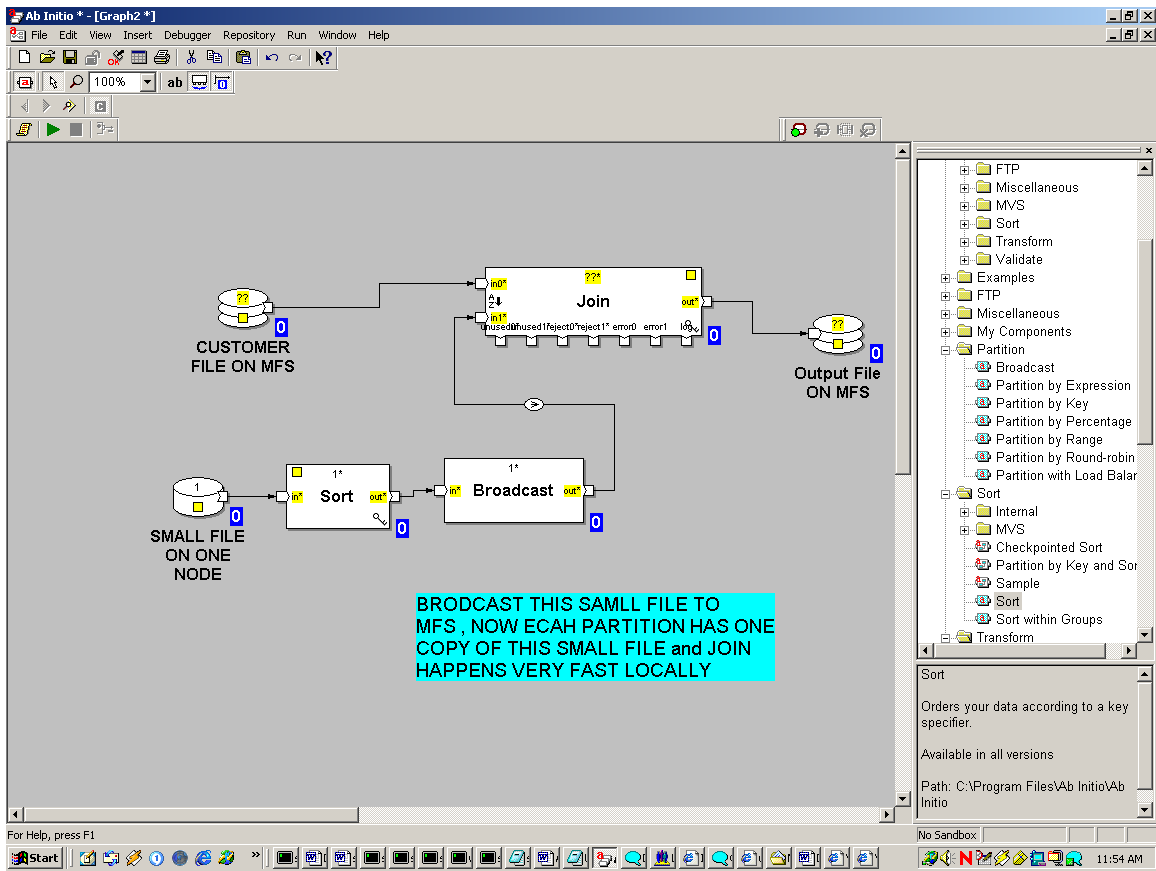 Ab Initio * - [Graph2 *]
File Edit View Insert Debugger Repository Run Window Help
100% ab
??
0
CUSTOMER
FILE ON MFS
??*
in0*
Join
out*
in1*
unused1* reject0* reject1* error0 error1 log
0
??
0
Output File
ON MFS
1
0
SMALL FILE
ON ONE
NODE
1*
in* Sort out*
0
1*
in* Broadcast out*
0
BRODCAST THIS SAMLL FILE TO
MFS , NOW ECAH PARTITION HAS ONE
COPY OF THIS SMALL FILE and JOIN
HAPPENS VERY FAST LOCALLY
FTP
Miscellaneous
MVS
Sort
Transform
Validate
Examples
FTP
Miscellaneous
My Components
Partition
Broadcast
Partition by Expression
Partition by Key
Partition by Percentage
Partition by Range
Partition by Round-robin
Partition with Load Balar
Sort
Internal
MVS
Checkpointed Sort
Partition by Key and Sor
Sample
Sort
Sort within Groups
Transform
Sort
Orders your data according to a key
specifier.
Available in all versions
Path: C:\Program Files\Ab Initio\Ab
Initio
For Help, press F1
No Sandbox
Start
11:54 AM